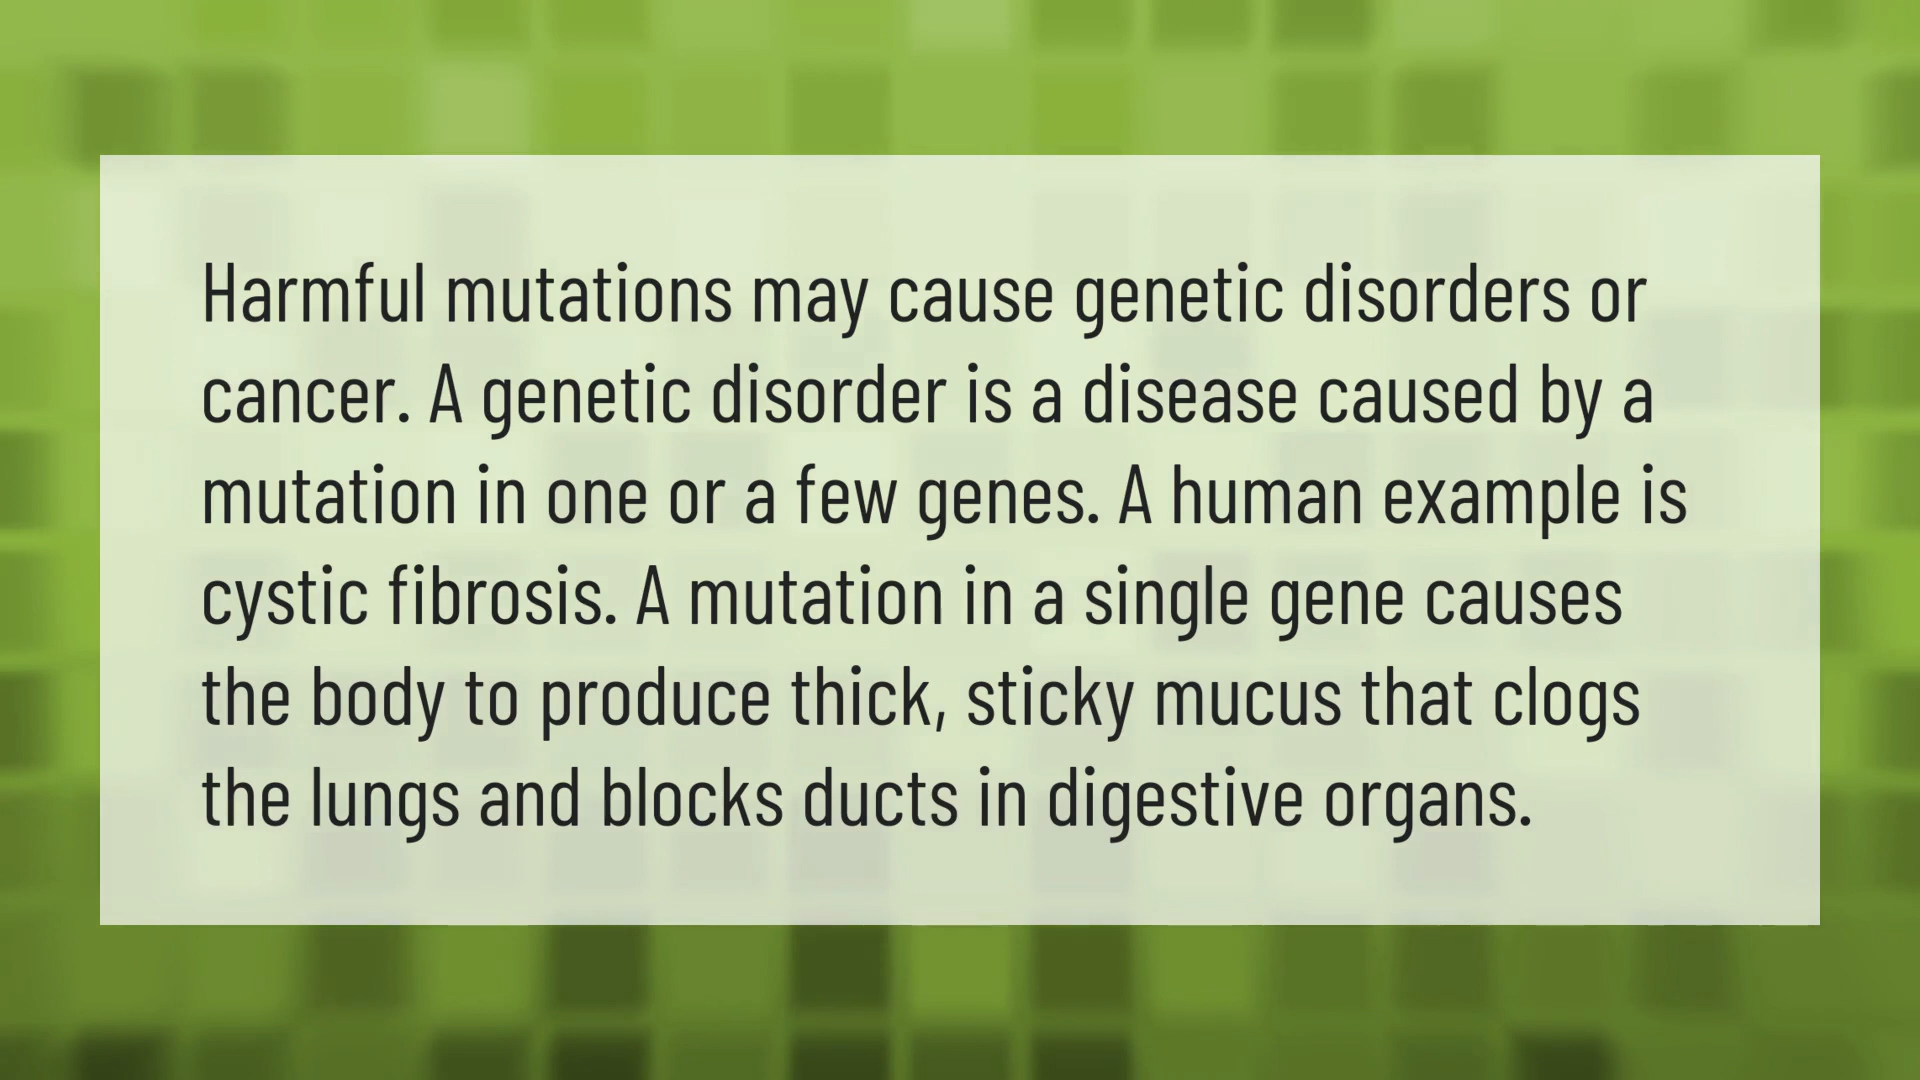 Harmful mutations may cause genetic disorders or
cancer. A genetic disorder is a disease caused by a
mutation in one or a few genes. A human example is
cystic fibrosis. A mutation in a single gene causes
the body to produce thick, sticky mucus that clogs
the lungs and blocks ducts in digestive organs.